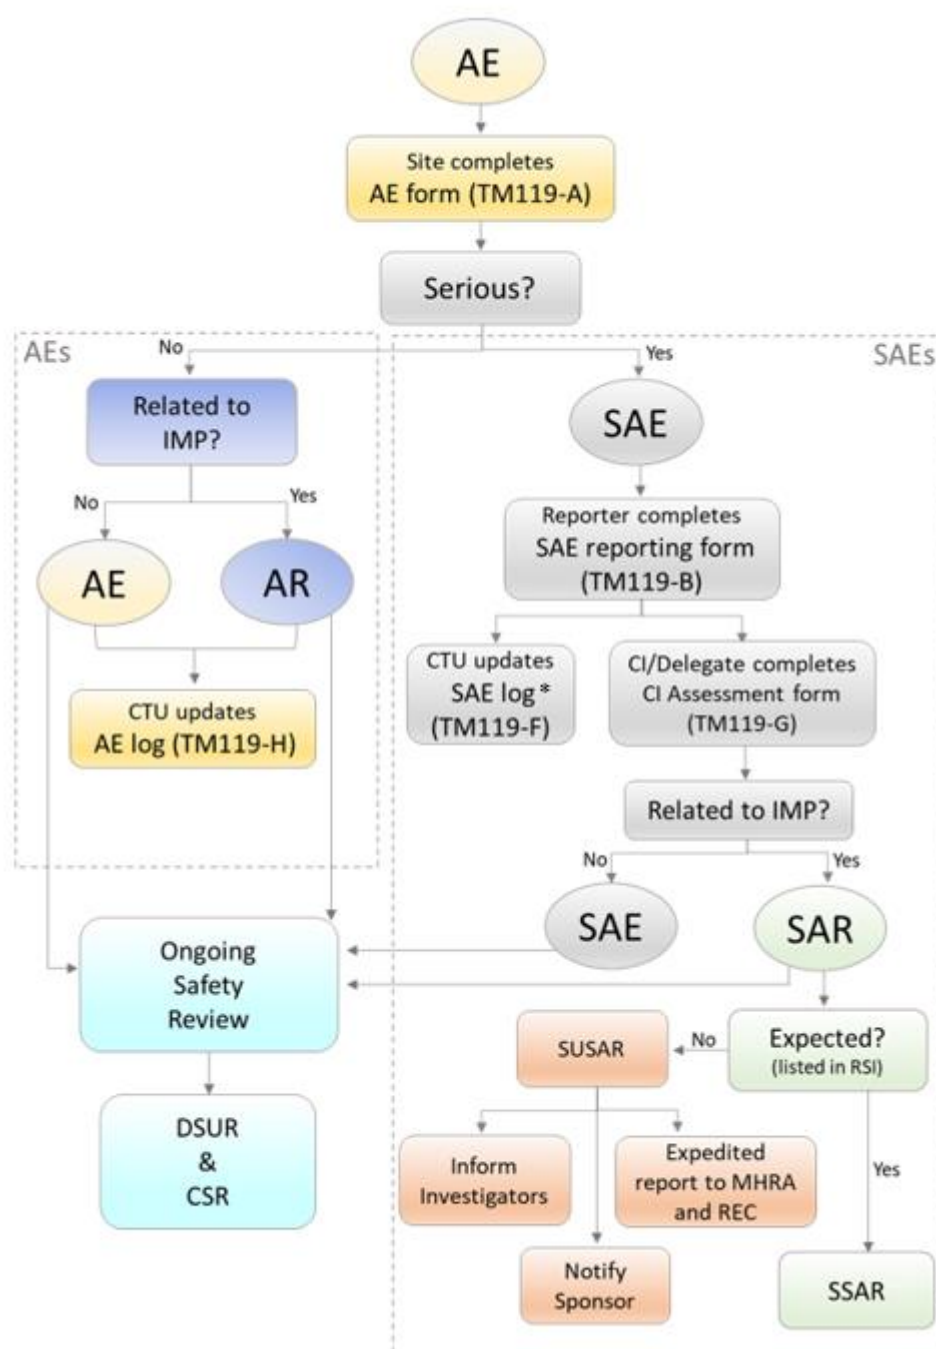 AE
Site completes
AE form (TM119-A)
Serious?
AEs
No
Yes
SAEs
Related to
IMP?
SAE
No
Yes
Reporter completes
SAE reporting form
(TM119-B)
AE
AR
CTU updates
SAE log*
(TM119-F)
CI/Delegate completes
CI Assessment form
(TM119-G)
CTU updates
AE log (TM119-H)
Related to IMP?
No
Yes
SAE
SAR
Ongoing
Safety
Review
SUSAR
No
Expected?
(listed in RSI)
DSUR
&
CSR
Inform
Investigators
Expedited
report to MHRA
and REC
Yes
Notify
Sponsor
SSAR